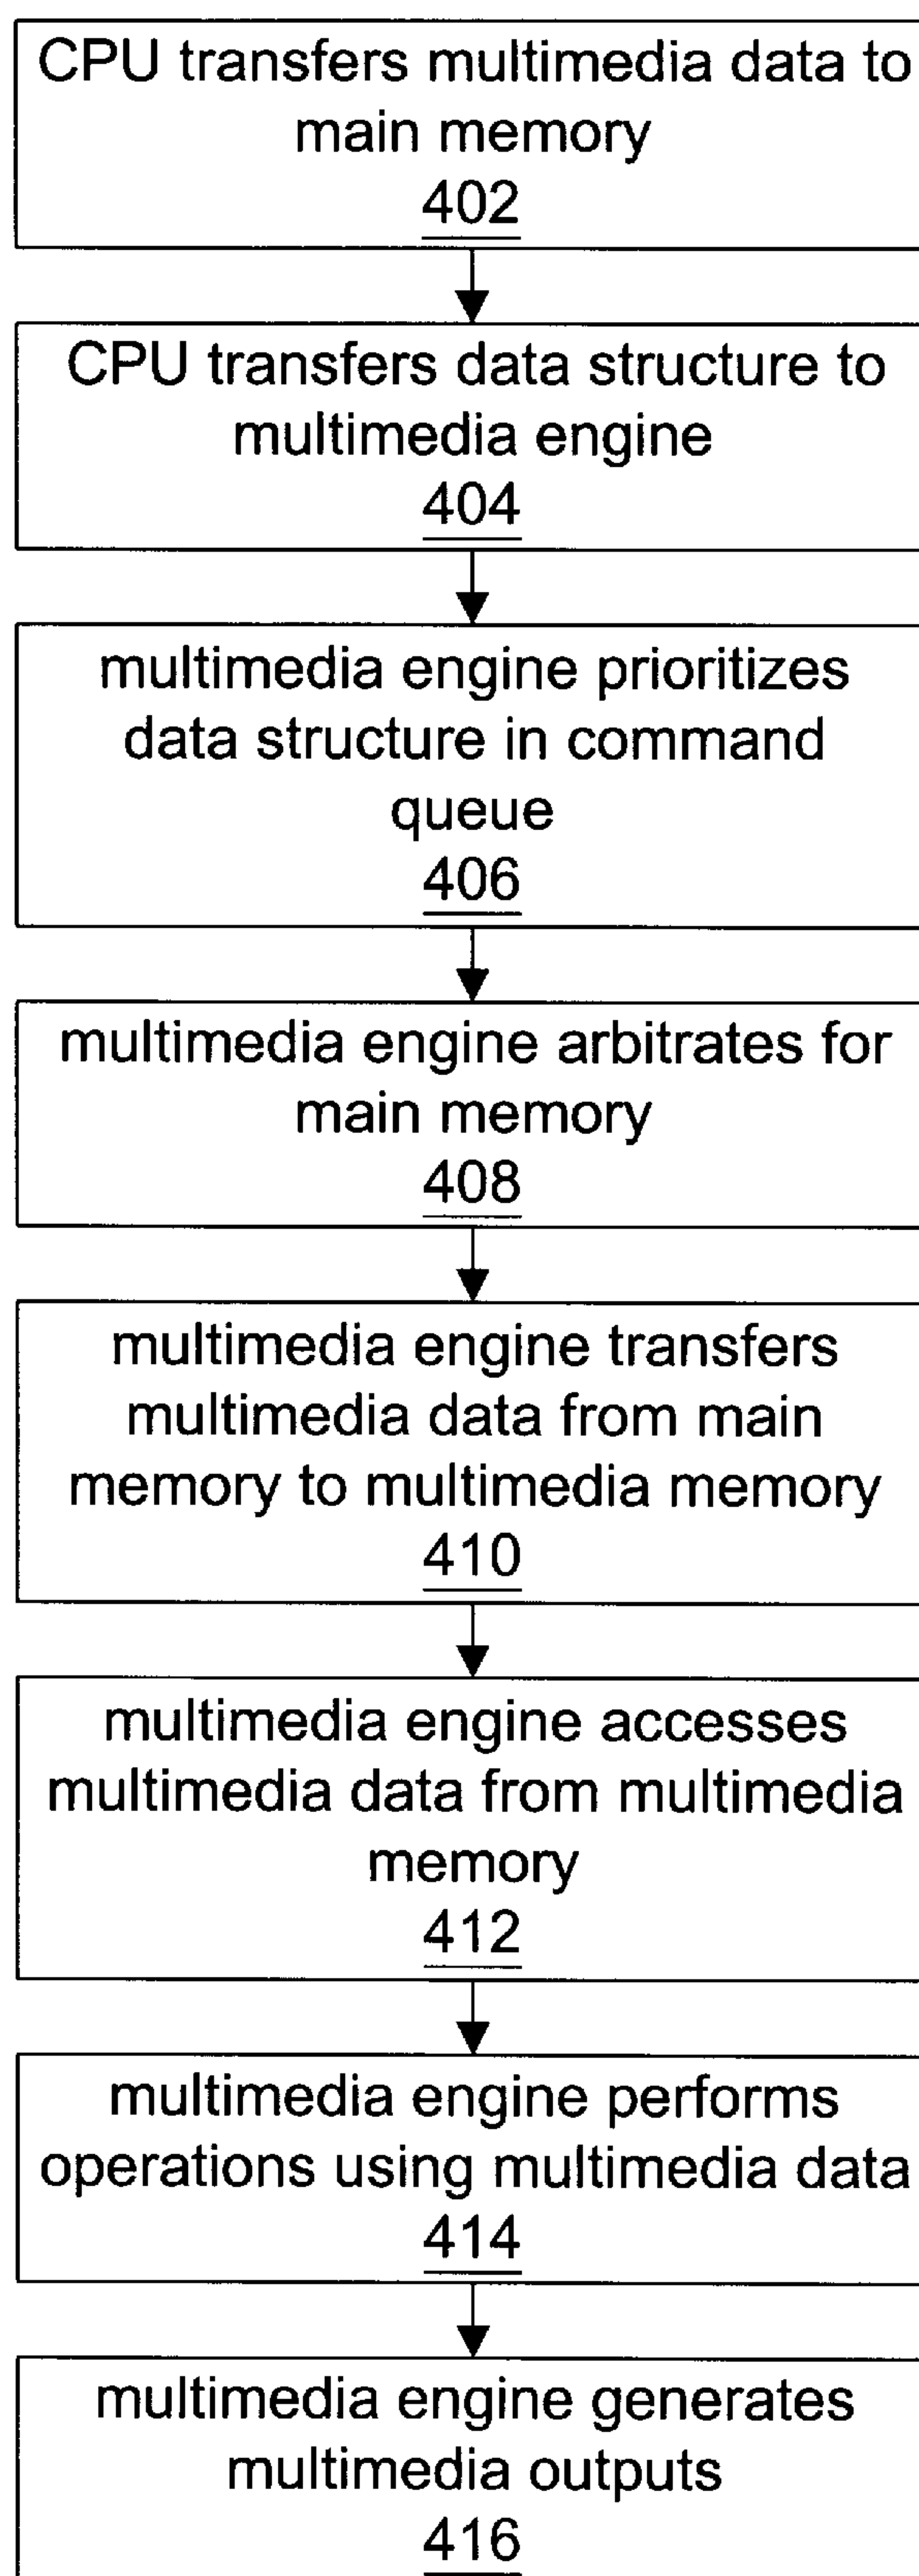 CPU transfers multimedia data to
main memory
402
CPU transfers data structure to
multimedia engine
404
multimedia engine prioritizes
data structure in command
queue
406
multimedia engine arbitrates for
main memory
408
multimedia engine transfers
multimedia data from main
memory to multimedia memory
410
multimedia engine accesses
multimedia data from multimedia
memory
412
multimedia engine performs
operations using multimedia data
414
multimedia engine generates
multimedia outputs
416